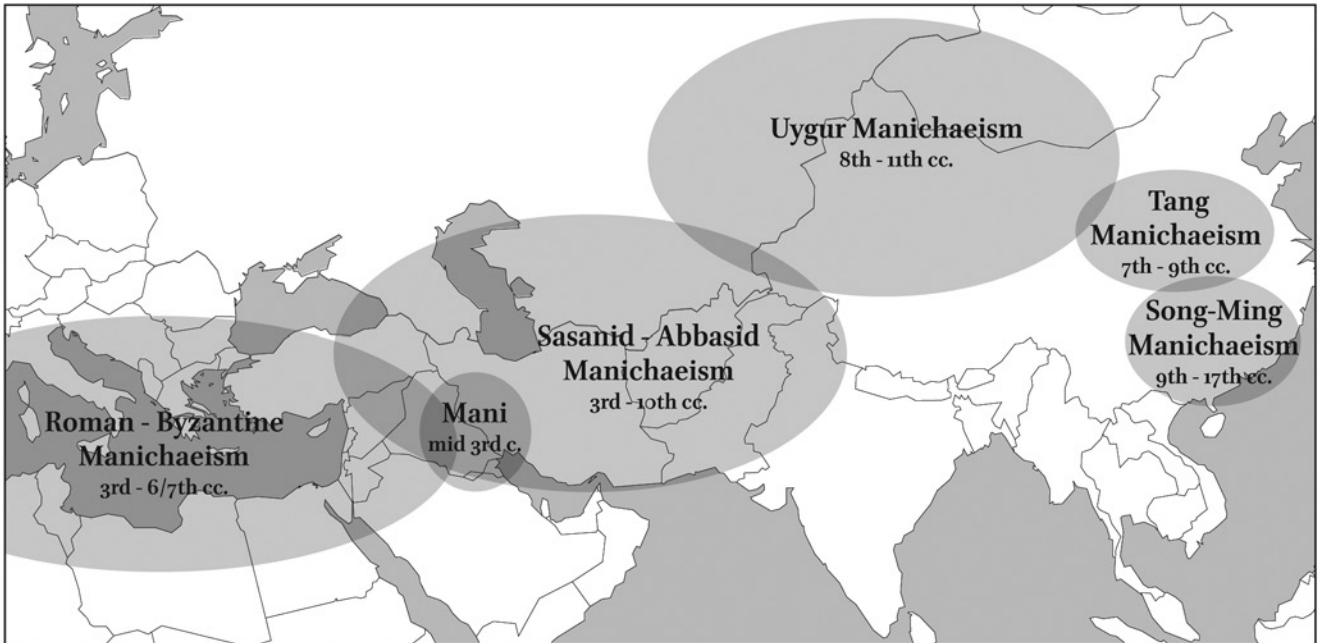 Uygur Manichaeism
8th - 11th cc.
Tang
Manichaeism
7th - 9th cc.
Song-Ming
Manichaeism
9th - 17th cc.
Sasanid - Abbasid
Manichaeism
3rd - 10th cc.
Mani
mid 3rd c.
Roman - Byzantine
Manichaeism
3rd - 6/7th cc.